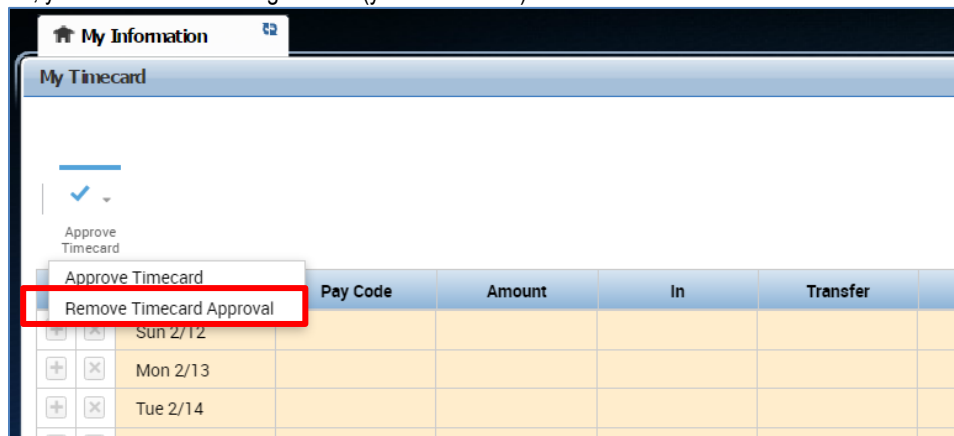 My Information
My Timecard
Approve
Timecard
Approve Timecard
Remove Timecard Approval
Pay Code Amount In Transfer
Sun 2/12
Mon 2/13
Tue 2/14